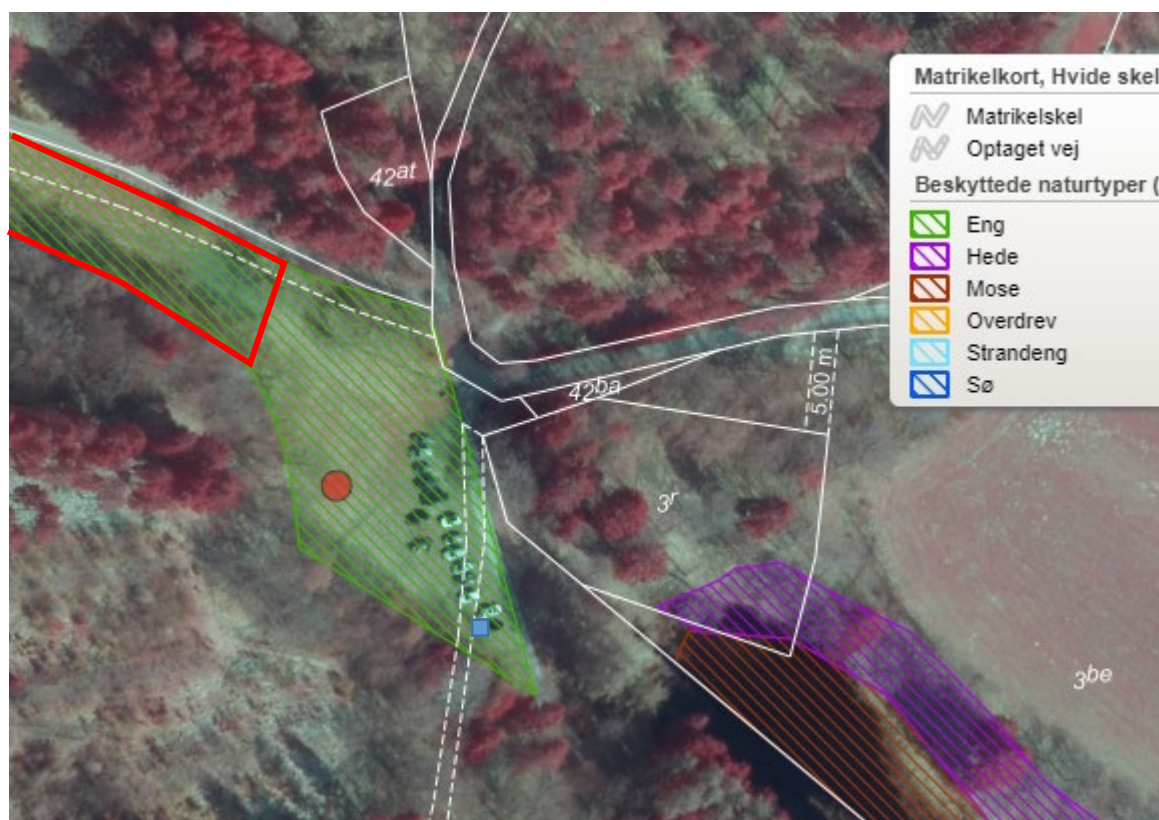 Matrikelkort, Hvide skel
Matrikelskel
Optaget vej
Beskyttede naturtyper (
Eng
Hede
Mose
Overdrev
Strandeng
Sø
42at
42ba
5.00 m
3r
3be